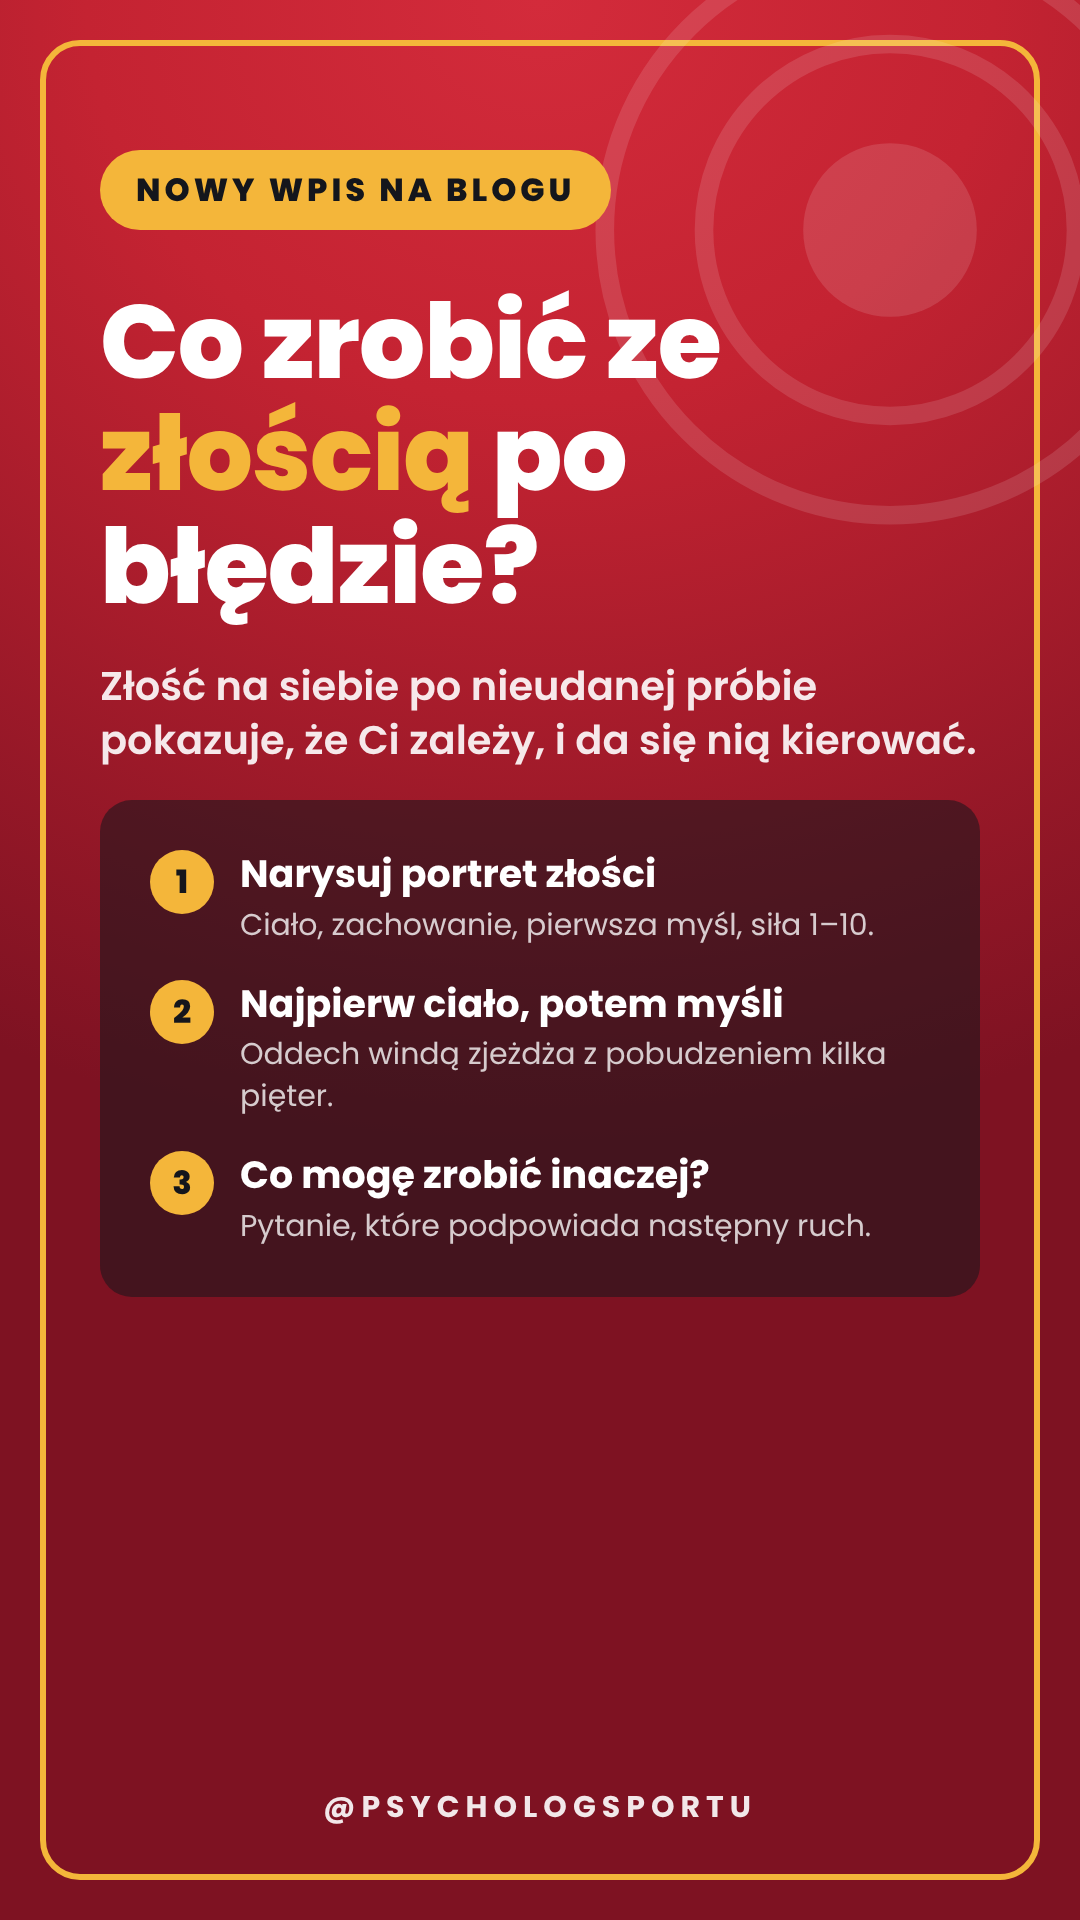 NOWY WPIS NA BLOGU
Co zrobić ze
złością po
błędzie?
Złość na siebie po nieudanej próbie
pokazuje, że Ci zależy, i da się nią kierować.
1
Narysuj portret złości
Ciało, zachowanie, pierwsza myśl, siła 1–10.
2
Najpierw ciało, potem myśli
Oddech windą zjeżdża z pobudzeniem kilka
pięter.
3
Co mogę zrobić inaczej?
Pytanie, które podpowiada następny ruch.
@PSYCHOLOGSPORTU